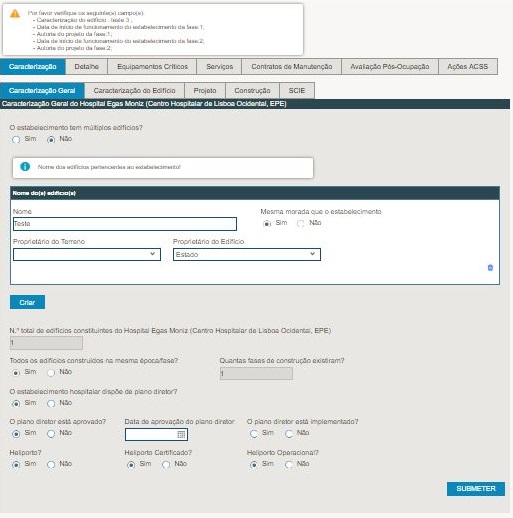 Por favor verifique os seguinte(s) campo(s):
- Caracterização do edifício : teste 3 ;
- Data de início de funcionamento do estabelecimento da fase:1;
- Autoria do projeto da fase:1;
- Data de início de funcionamento do estabelecimento da fase:2;
- Autoria do projeto da fase:2;
Caracterização Detalhe Equipamentos Críticos Serviços Contratos de Manutenção Avaliação Pós-Ocupação Ações ACSS
Caracterização Geral Caracterização do Edifício Projeto Construção SCIE
Caracterização Geral do Hospital Egas Moniz (Centro Hospitalar de Lisboa Ocidental, EPE)
O estabelecimento tem múltiplos edifícios?
Sim Não
Nome dos edifícios pertencentes ao estabelecimento!
Nome do(s) edifício(s)
Nome Mesma morada que o estabelecimento
Teste Sim Não
Proprietário do Terreno Proprietário do Edifício
Estado
Criar
N.º total de edifícios constituintes do Hospital Egas Moniz (Centro Hospitalar de Lisboa Ocidental, EPE)
1
Todos os edifícios construídos na mesma época/fase? Quantas fases de construção existiram?
Sim Não 1
O estabelecimento hospitalar dispõe de plano diretor?
Sim Não
O plano diretor está aprovado? Data de aprovação do plano diretor O plano diretor está implementado?
Sim Não Sim Não
Heliporto? Heliporto Certificado? Heliporto Operacional?
Sim Não Sim Não Sim Não
SUBMETER